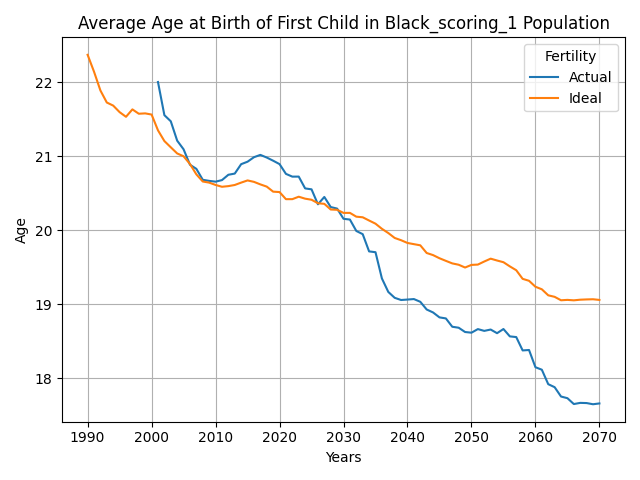 Average Age at Birth of First Child in Black_scoring_1 Population
Fertility
Actual
Ideal
Age
22
21
20
19
18
1990 2000 2010 2020 2030 2040 2050 2060 2070
Years